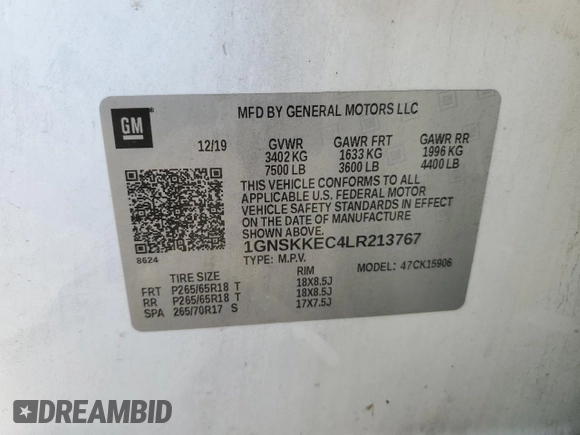 GM
MFD BY GENERAL MOTORS LLC
12/19 GVWR GAWR FRT GAWR RR
3402 KG 1633 KG 1996 KG
7500 LB 3600 LB 4400 LB
THIS VEHICLE CONFORMS TO ALL
APPLICABLE U.S. FEDERAL MOTOR
VEHICLE SAFETY STANDARDS IN EFFECT
ON THE DATE OF MANUFACTURE
SHOWN ABOVE.
1GNSKKEC4LR213767
8624
TYPE: M.P.V. MODEL: 47CK15906
TIRE SIZE RIM
FRT P265/65R18 T 18X8.5J
RR P265/65R18 T 18X8.5J
SPA 265/70R17 S 17X7.5J
DREAMBID